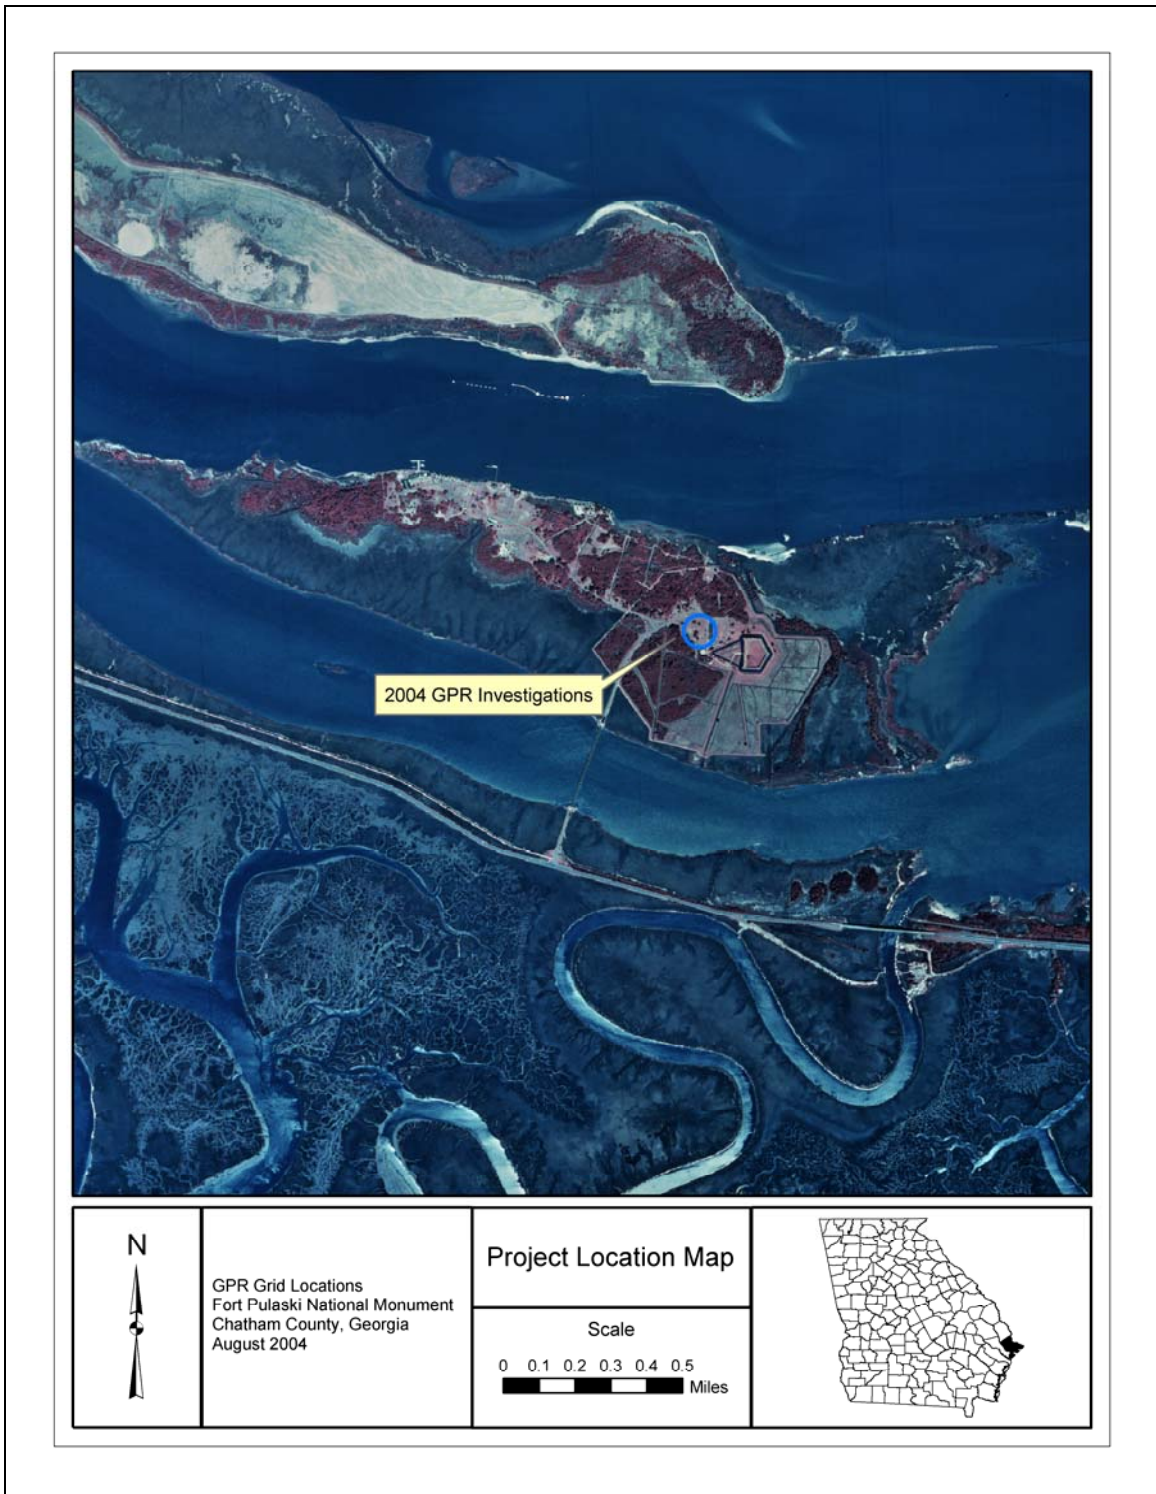 2004 GPR Investigations
N
GPR Grid Locations
Fort Pulaski National Monument
Chatham County, Georgia
August 2004
Project Location Map
Scale
0 0.1 0.2 0.3 0.4 0.5
Miles